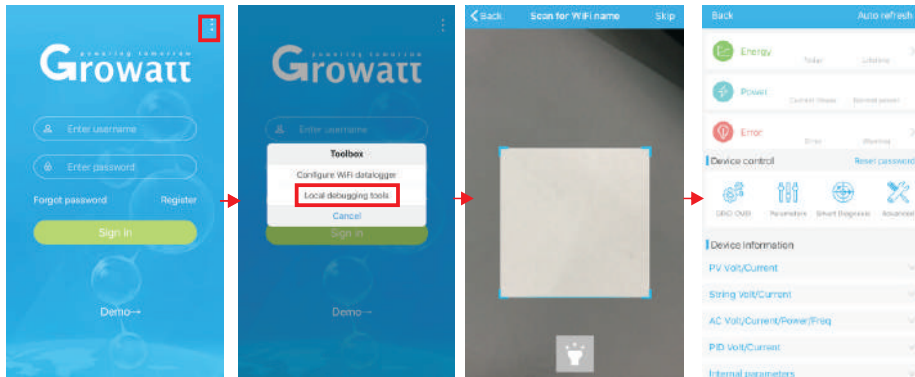 powering tomorrow
Growatt
Enter username
Enter password
Forgot password
Register
Sign in
Demo→
powering tomorrow
Growatt
Enter username
Toolbox
Configure WiFi datalogger
Local debugging tools
Cancel
Sign in
Demo→
Back
Scan for WiFi name
Skip
Back
Auto refresh
Energy
Today
Lifetime
Power
Current Power
Error
Error
Warning
Device control
Reset password
Parameters
Smart Diagnosis
Advanced
Device Information
PV Volt/Current
String Volt/Current
AC Volt/Current/Power/Freq
PID Volt/Current
Internal parameters